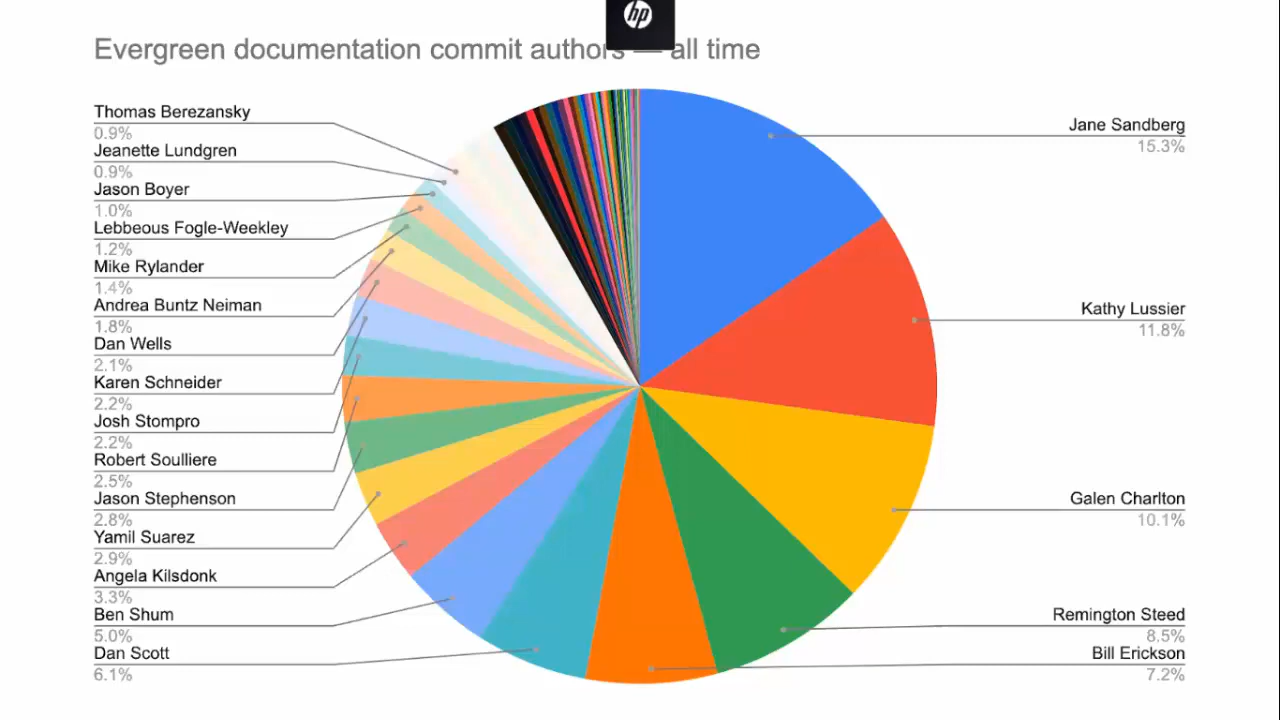 hp
Evergreen documentation commit authors — all time
Thomas Berezansky
0.9%
Jeanette Lundgren
0.9%
Jason Boyer
1.0%
Lebbeous Fogle-Weekley
1.2%
Mike Rylander
1.4%
Andrea Buntz Neiman
1.8%
Dan Wells
2.1%
Karen Schneider
2.2%
Josh Stompro
2.2%
Robert Soulliere
2.5%
Jason Stephenson
2.8%
Yamil Suarez
2.9%
Angela Kilsdonk
3.3%
Ben Shum
5.0%
Dan Scott
6.1%
Jane Sandberg
15.3%
Kathy Lussier
11.8%
Galen Charlton
10.1%
Remington Steed
8.5%
Bill Erickson
7.2%